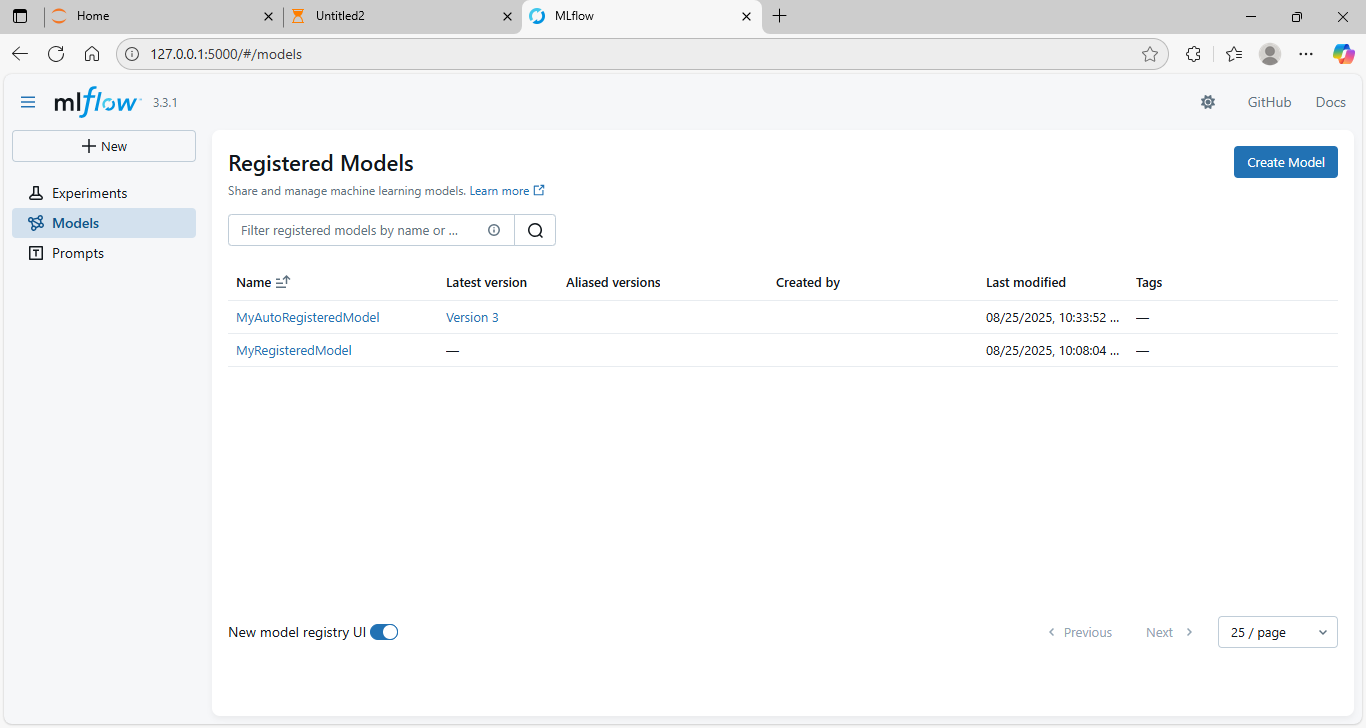 Home
Untitled2
MLflow
127.0.0.1:5000/#/models
mlflow 3.3.1
GitHub Docs
New
Registered Models
Create Model
Share and manage machine learning models. Learn more
Experiments
Models
Filter registered models by name or ...
Prompts
Name Latest version Aliased versions Created by Last modified Tags
MyAutoRegisteredModel Version 3 08/25/2025, 10:33:52 ... —
MyRegisteredModel — 08/25/2025, 10:08:04 ... —
New model registry UI
Previous Next 25 / page